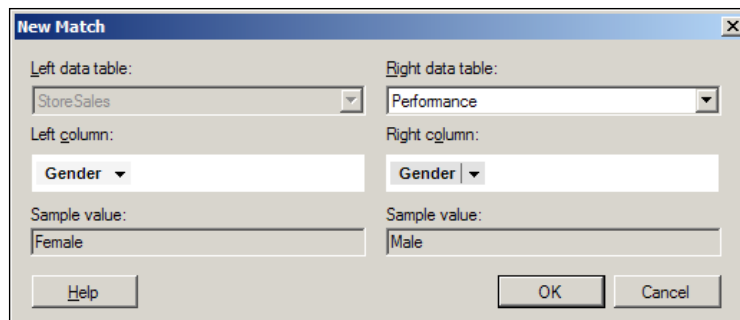 New Match
Left data table: Right data table:
StoreSales Performance
Left column: Right column:
Gender Gender
Sample value: Sample value:
Female Male
Help OK Cancel